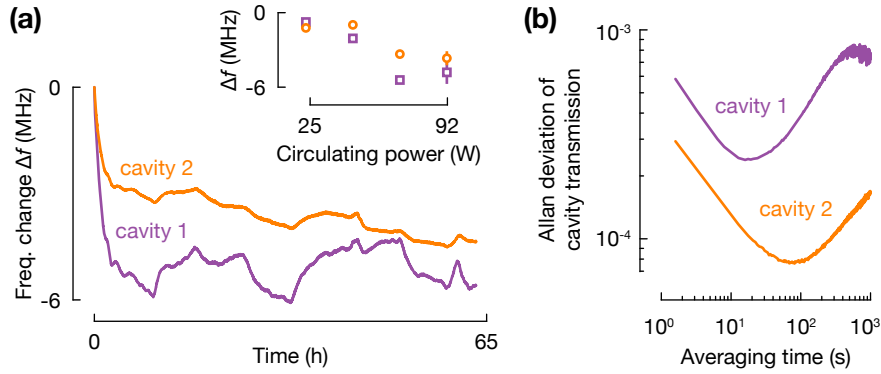 (a)
0
Δf (MHz)
-6
25
92
Circulating power (W)
0
Freq. change Δf (MHz)
-6
cavity 2
cavity 1
0
65
Time (h)
(b)
10⁻³
Allan deviation of
cavity transmission
10⁻⁴
cavity 1
cavity 2
10⁰
10¹
10²
10³
Averaging time (s)